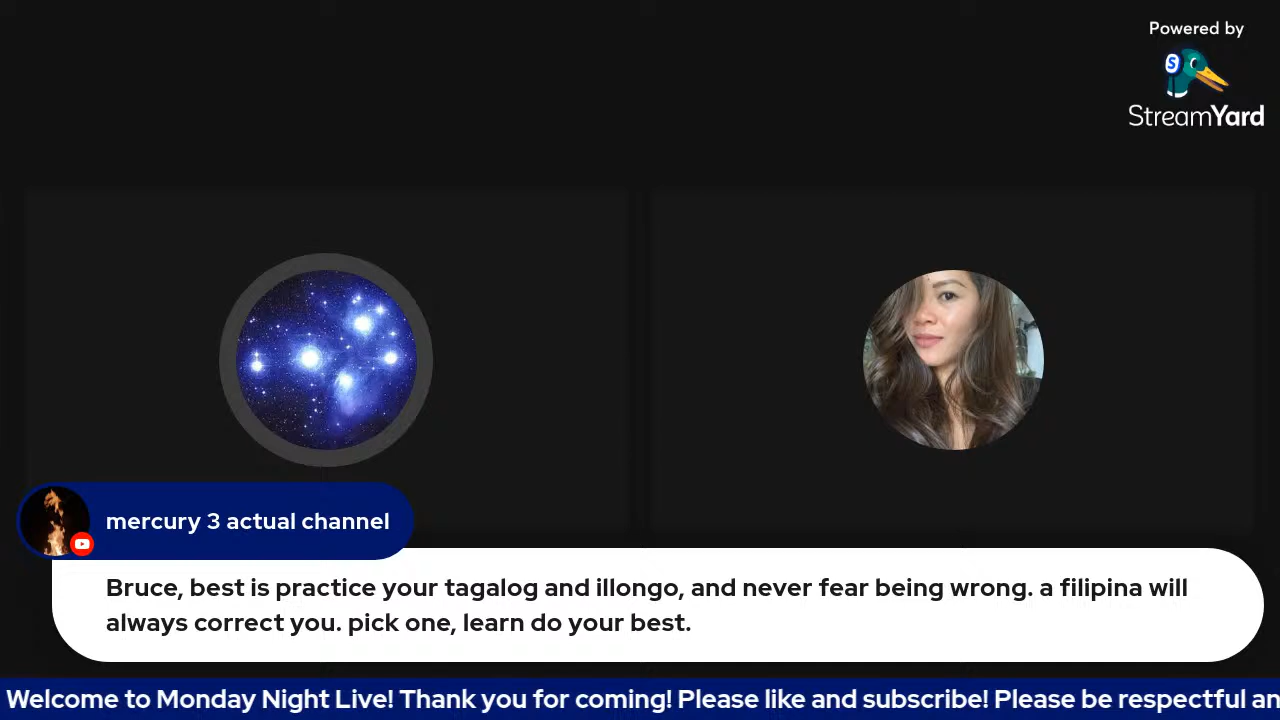 Powered by
S
StreamYard
mercury 3 actual channel
Bruce, best is practice your tagalog and illongo, and never fear being wrong. a filipina will
always correct you. pick one, learn do your best.
Welcome to Monday Night Live! Thank you for coming! Please like and subscribe! Please be respectful an